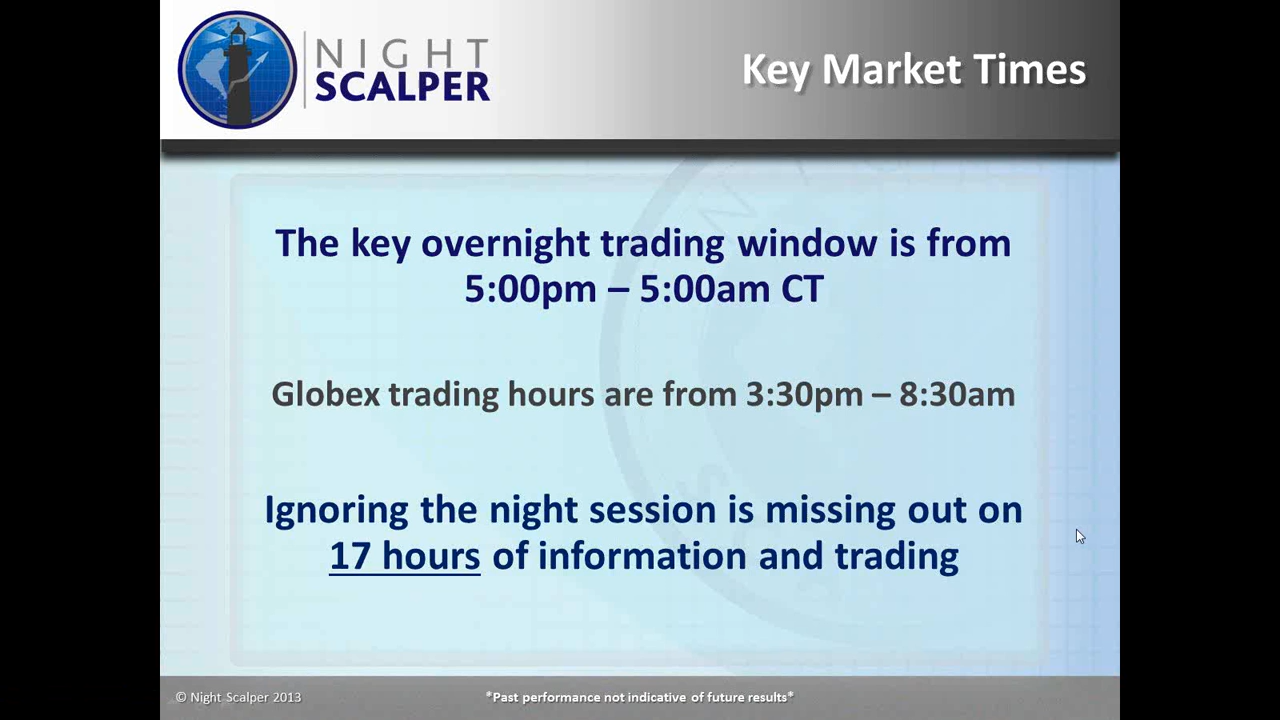 NIGHT
SCALPER
Key Market Times
The key overnight trading window is from
5:00pm – 5:00am CT
Globex trading hours are from 3:30pm – 8:30am
Ignoring the night session is missing out on
17 hours of information and trading
© Night Scalper 2013
*Past performance not indicative of future results*